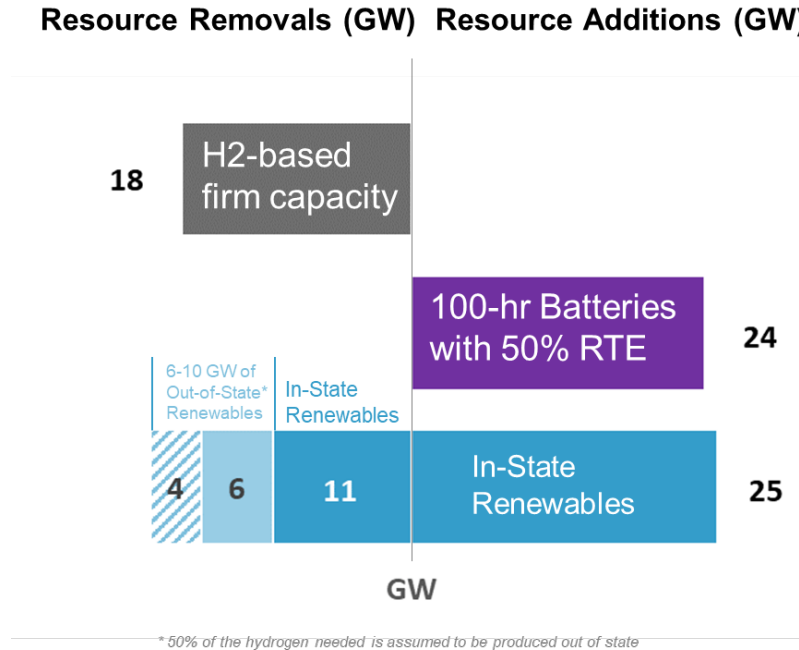 Resource Removals (GW) Resource Additions (GW)
H2-based
firm capacity
18
100-hr Batteries
with 50% RTE
24
6-10 GW of
Out-of-State*
Renewables
In-State
Renewables
4
6
11
In-State
Renewables
25
GW
* 50% of the hydrogen needed is assumed to be produced out of state